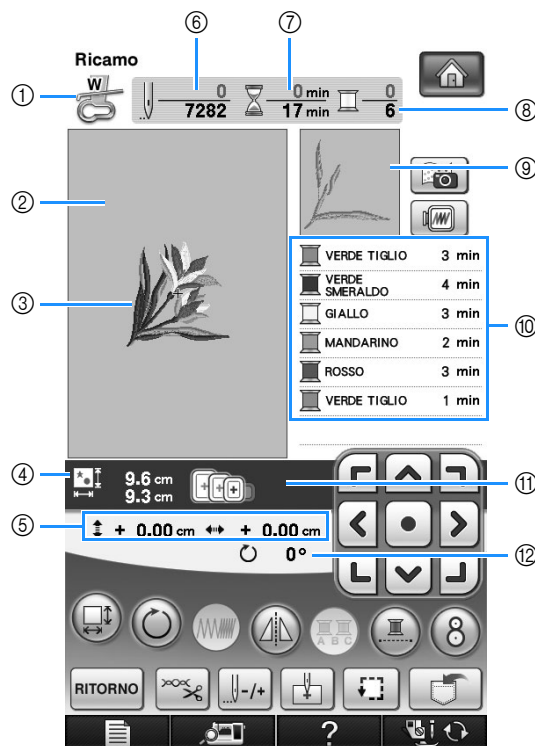 ⑥ ⑦
Ricamo
① W 0 0 min 0
7282 17 min 6 ⑧
② ⑨
VERDE TIGLIO 3 min
VERDE SMERALDO 4 min
③ GIALLO 3 min ⑩
MANDARINO 2 min
ROSSO 3 min
VERDE TIGLIO 1 min
④ 9.6 cm ⑪
9.3 cm
⑤ + 0.00 cm + 0.00 cm
0° ⑫
A B C 8
RITORNO -/+
?